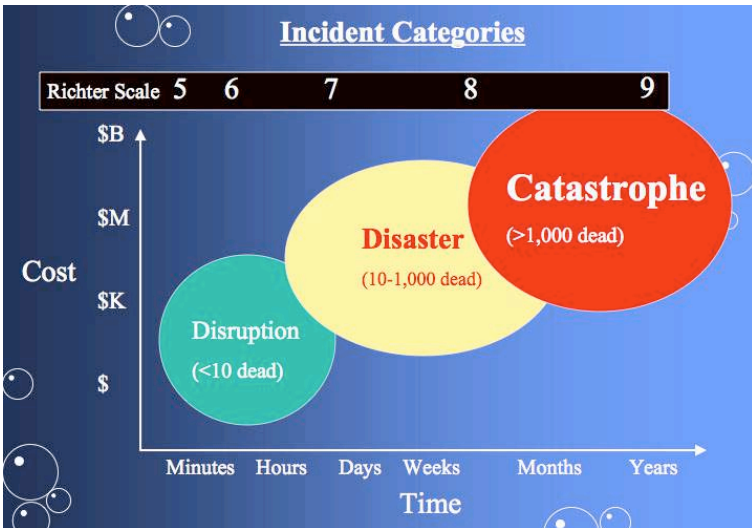 Incident Categories
Richter Scale 5 6 7 8 9
$B
$M
Cost
$K
$
Catastrophe
(>1,000 dead)
Disaster
(10-1,000 dead)
Disruption
(<10 dead)
Minutes Hours Days Weeks Months Years
Time